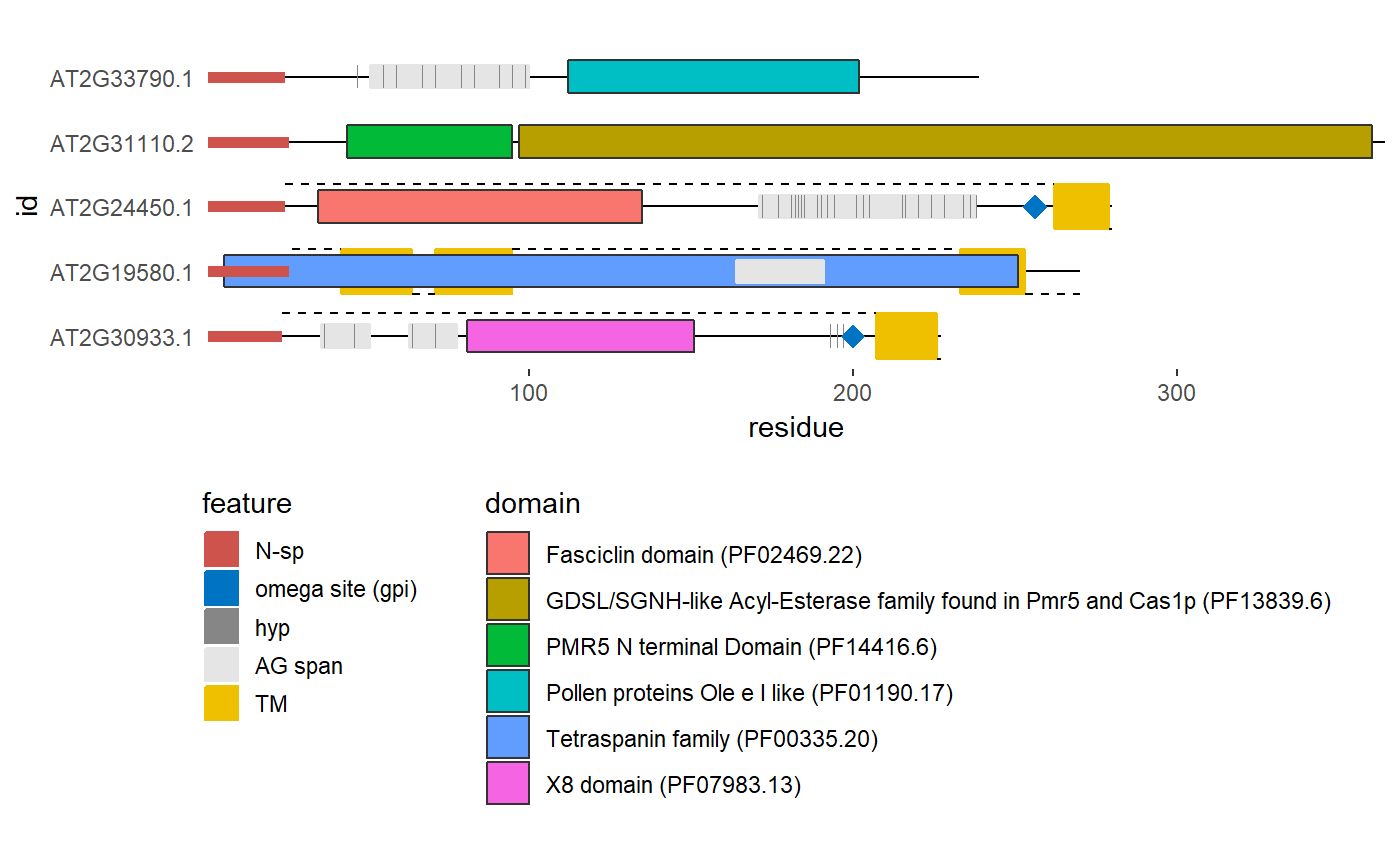 AT2G33790.1
AT2G31110.2
id
AT2G24450.1
AT2G19580.1
AT2G30933.1
100 200 300
residue
feature
N-sp
omega site (gpi)
hyp
AG span
TM
domain
Fasciclin domain (PF02469.22)
GDSL/SGNH-like Acyl-Esterase family found in Pmr5 and Cas1p (PF13839.6)
PMR5 N terminal Domain (PF14416.6)
Pollen proteins Ole e I like (PF01190.17)
Tetraspanin family (PF00335.20)
X8 domain (PF07983.13)